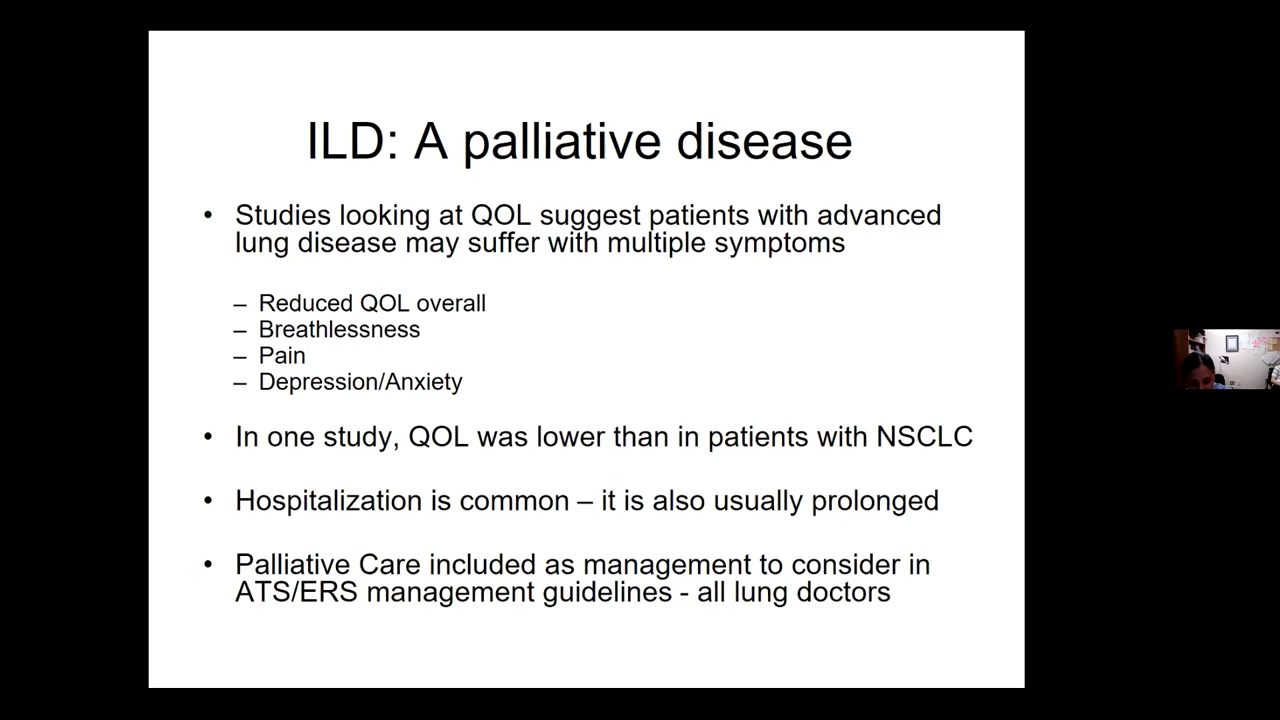 ILD: A palliative disease
• Studies looking at QOL suggest patients with advanced
lung disease may suffer with multiple symptoms
– Reduced QOL overall
– Breathlessness
– Pain
– Depression/Anxiety
• In one study, QOL was lower than in patients with NSCLC
• Hospitalization is common – it is also usually prolonged
• Palliative Care included as management to consider in
ATS/ERS management guidelines - all lung doctors